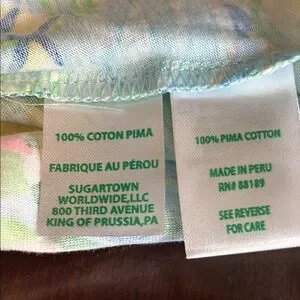 100% COTON PIMA
FABRIQUE AU PÉROU
SUGARTOWN
WORLDWIDE,LLC
800 THIRD AVENUE
KING OF PRUSSIA,PA
100% PIMA COTTON
MADE IN PERU
RN# 88189
SEE REVERSE
FOR CARE